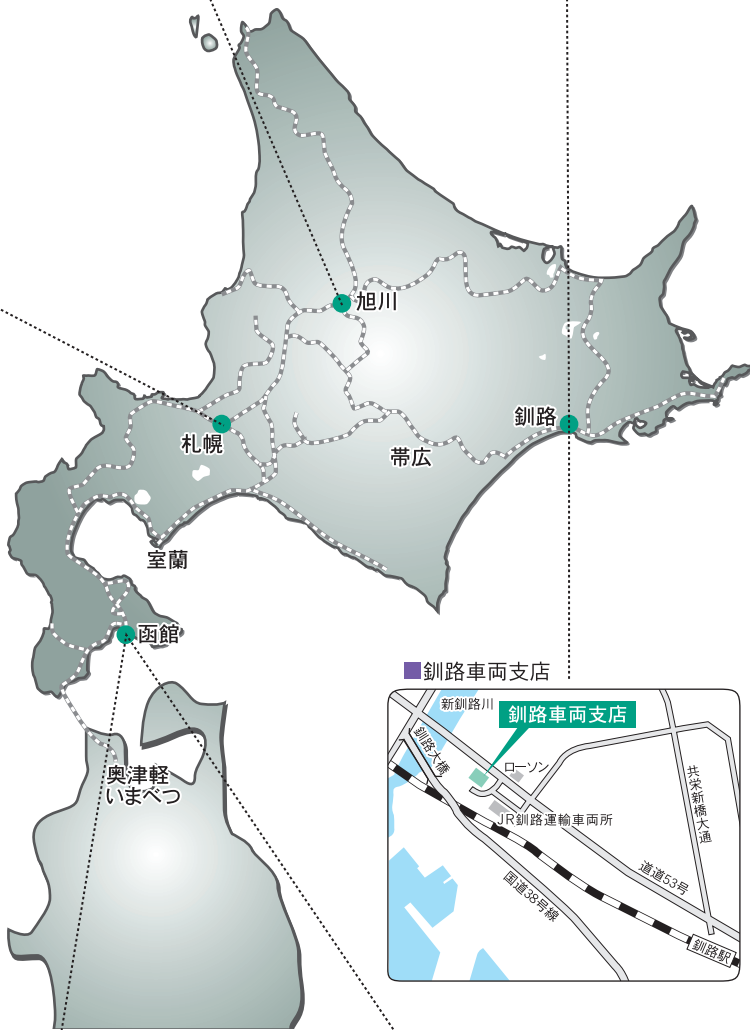 旭川
釧路
札幌
帯広
室蘭
函館
奥津軽
いまべつ
釧路車両支店
新釧路川
釧路車両支店
釧路大橋
ローソン
共栄新橋大通
JR釧路運輸車両所
道道53号
国道38号線
釧路駅